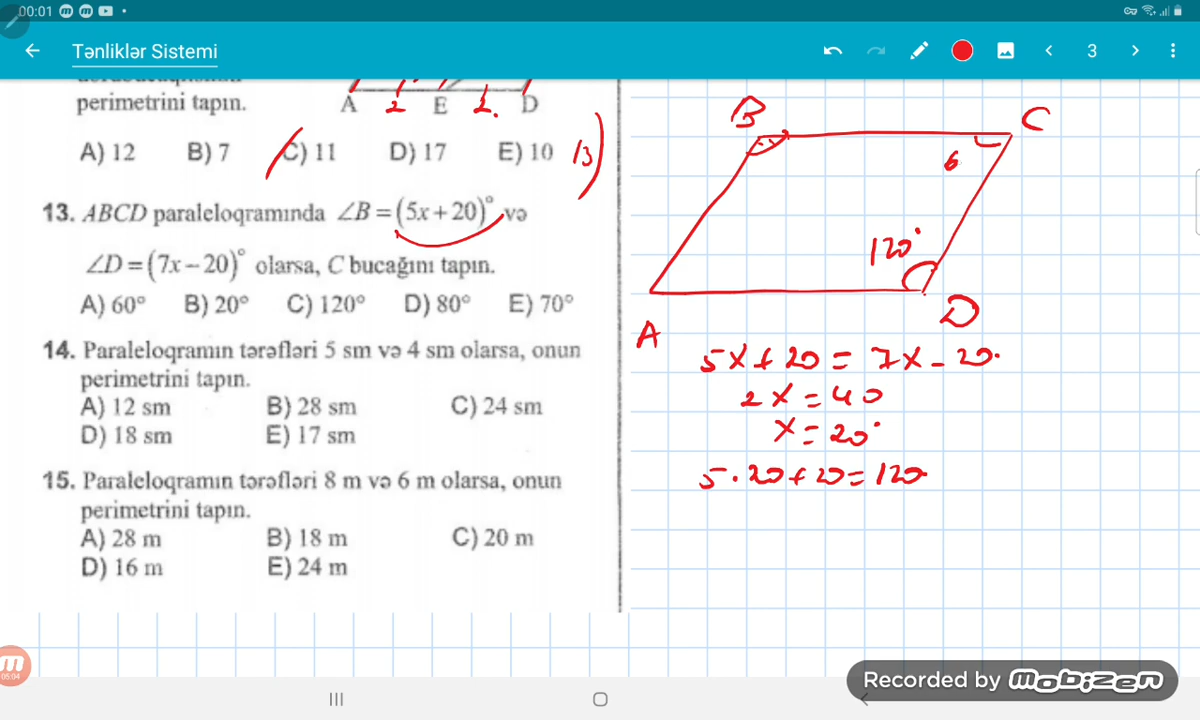 00:01
Tənliklər Sistemi
3
perimetrini tapın.
A 2 E 2. D
A) 12 B) 7 C) 11 D) 17 E) 10
13)
13. ABCD paraleloqramında ∠B = (5x + 20)° və
∠D = (7x – 20)° olarsa, C bucağını tapın.
A) 60° B) 20° C) 120° D) 80° E) 70°
14. Paraleloqramın tərəfləri 5 sm və 4 sm olarsa, onun
perimetrini tapın.
A) 12 sm B) 28 sm C) 24 sm
D) 18 sm E) 17 sm
15. Paraleloqramın tərəfləri 8 m və 6 m olarsa, onun
perimetrini tapın.
A) 28 m B) 18 m C) 20 m
D) 16 m E) 24 m
B C
6
120°
A D
5x + 20 = 7x - 20.
2x = 40
x = 20°
5 · 20 + 20 = 120
05:04
Recorded by mobizen